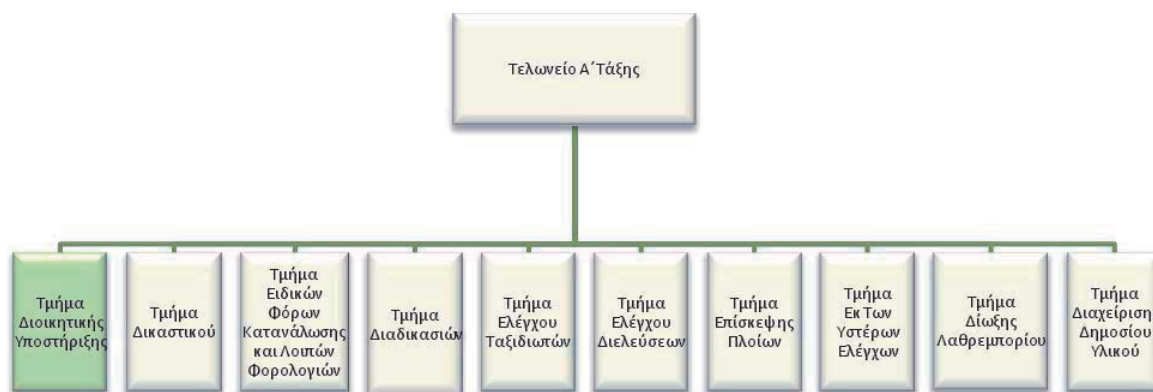 Τελωνείο Α΄Τάξης
Τμήμα
Διοικητικής
Υποστήριξης
Τμήμα
Δικαστικού
Τμήμα
Ειδικών
Φόρων
Κατανάλωσης
και Λοιπών
Φορολογιών
Τμήμα
Διαδικασιών
Τμήμα
Ελέγχου
Ταξιδιωτών
Τμήμα
Ελέγχου
Διελεύσεων
Τμήμα
Επίσκεψης
Πλοίων
Τμήμα
Εκ Των
Υστέρων
Ελέγχων
Τμήμα
Δίωξης
Λαθρεμπορίου
Τμήμα
Διαχείριση
Δημοσίου
Υλικού